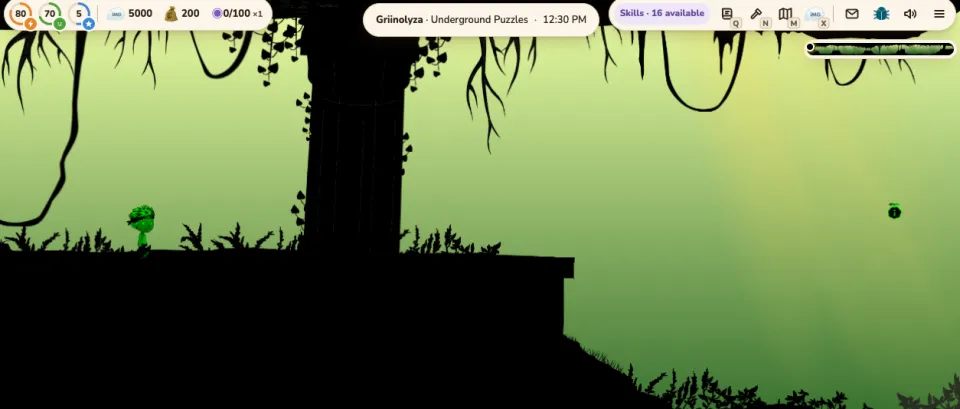 80 70 5 5000 200 0/100 ×1
Griinolyza · Underground Puzzles · 12:30 PM
Skills · 16 available Q N M X